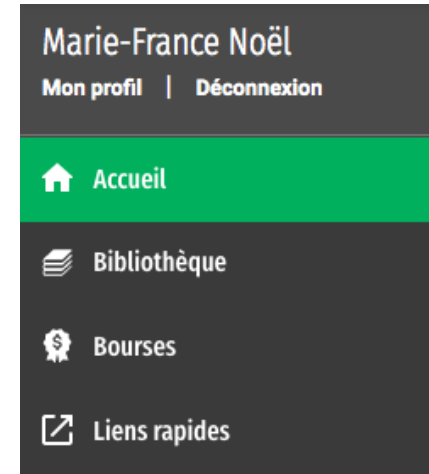 Marie-France Noël
Mon profil | Déconnexion
Accueil
Bibliothèque
Bourses
Liens rapides